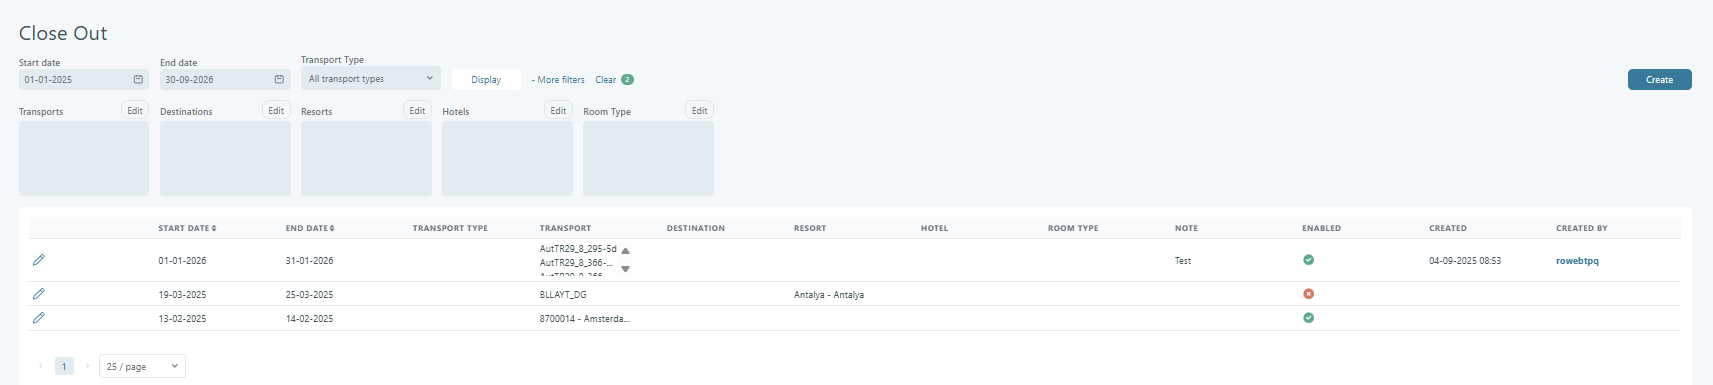 Close Out
Start date End date Transport Type
01-01-2025 30-09-2026 All transport types Display - More filters Clear 2 Create
Transports Edit Destinations Edit Resorts Edit Hotels Edit Room Type Edit
START DATE END DATE TRANSPORT TYPE TRANSPORT DESTINATION RESORT HOTEL ROOM TYPE NOTE ENABLED CREATED CREATED BY
AutTR29_8_295-5d
01-01-2026 31-01-2026 AutTR29_8_366-... Test 04-09-2025 08:53 rowebtpq
19-03-2025 25-03-2025 BLLAYT_DG Antalya - Antalya
13-02-2025 14-02-2025 8700014 - Amsterda...
1 25 / page